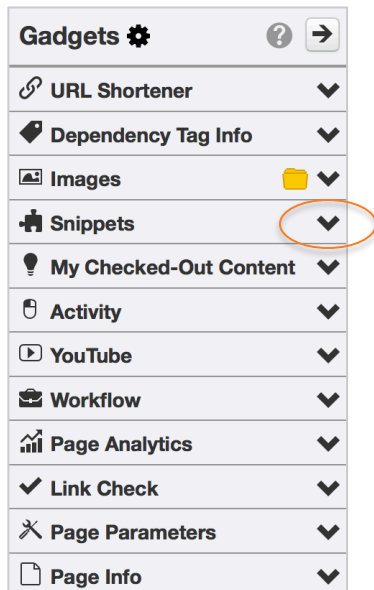 Gadgets
URL Shortener
Dependency Tag Info
Images
Snippets
My Checked-Out Content
Activity
YouTube
Workflow
Page Analytics
Link Check
Page Parameters
Page Info